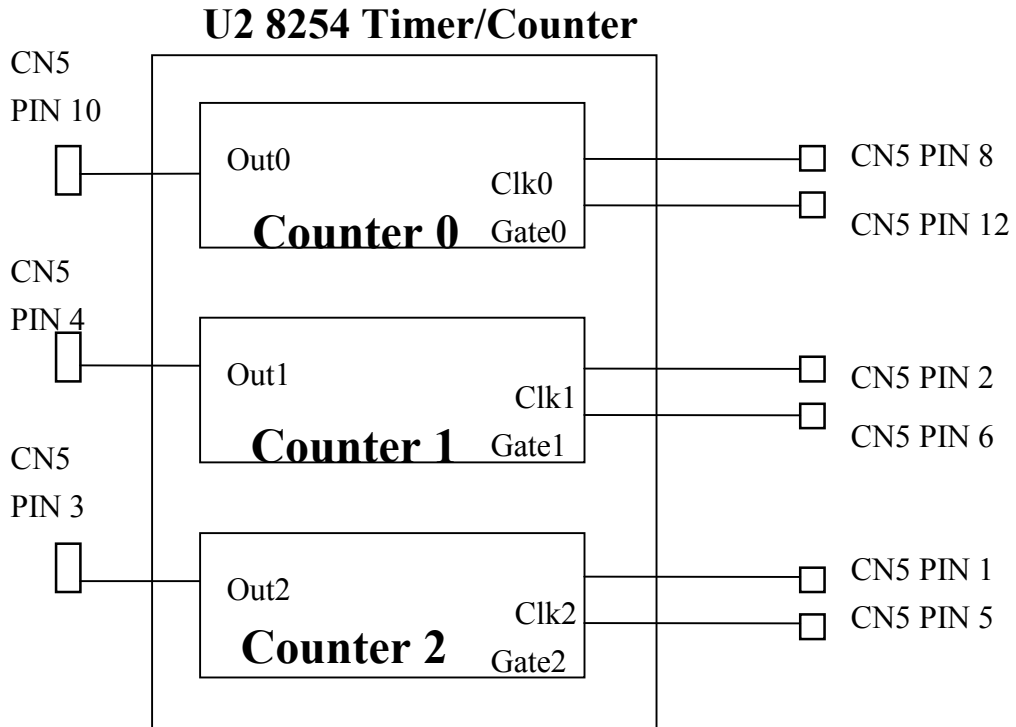 U2 8254 Timer/Counter
CN5
PIN 10
Out0
Clk0
Counter 0
Gate0
CN5 PIN 8
CN5 PIN 12
CN5
PIN 4
Out1
Clk1
Counter 1
Gate1
CN5 PIN 2
CN5 PIN 6
CN5
PIN 3
Out2
Clk2
Counter 2
Gate2
CN5 PIN 1
CN5 PIN 5